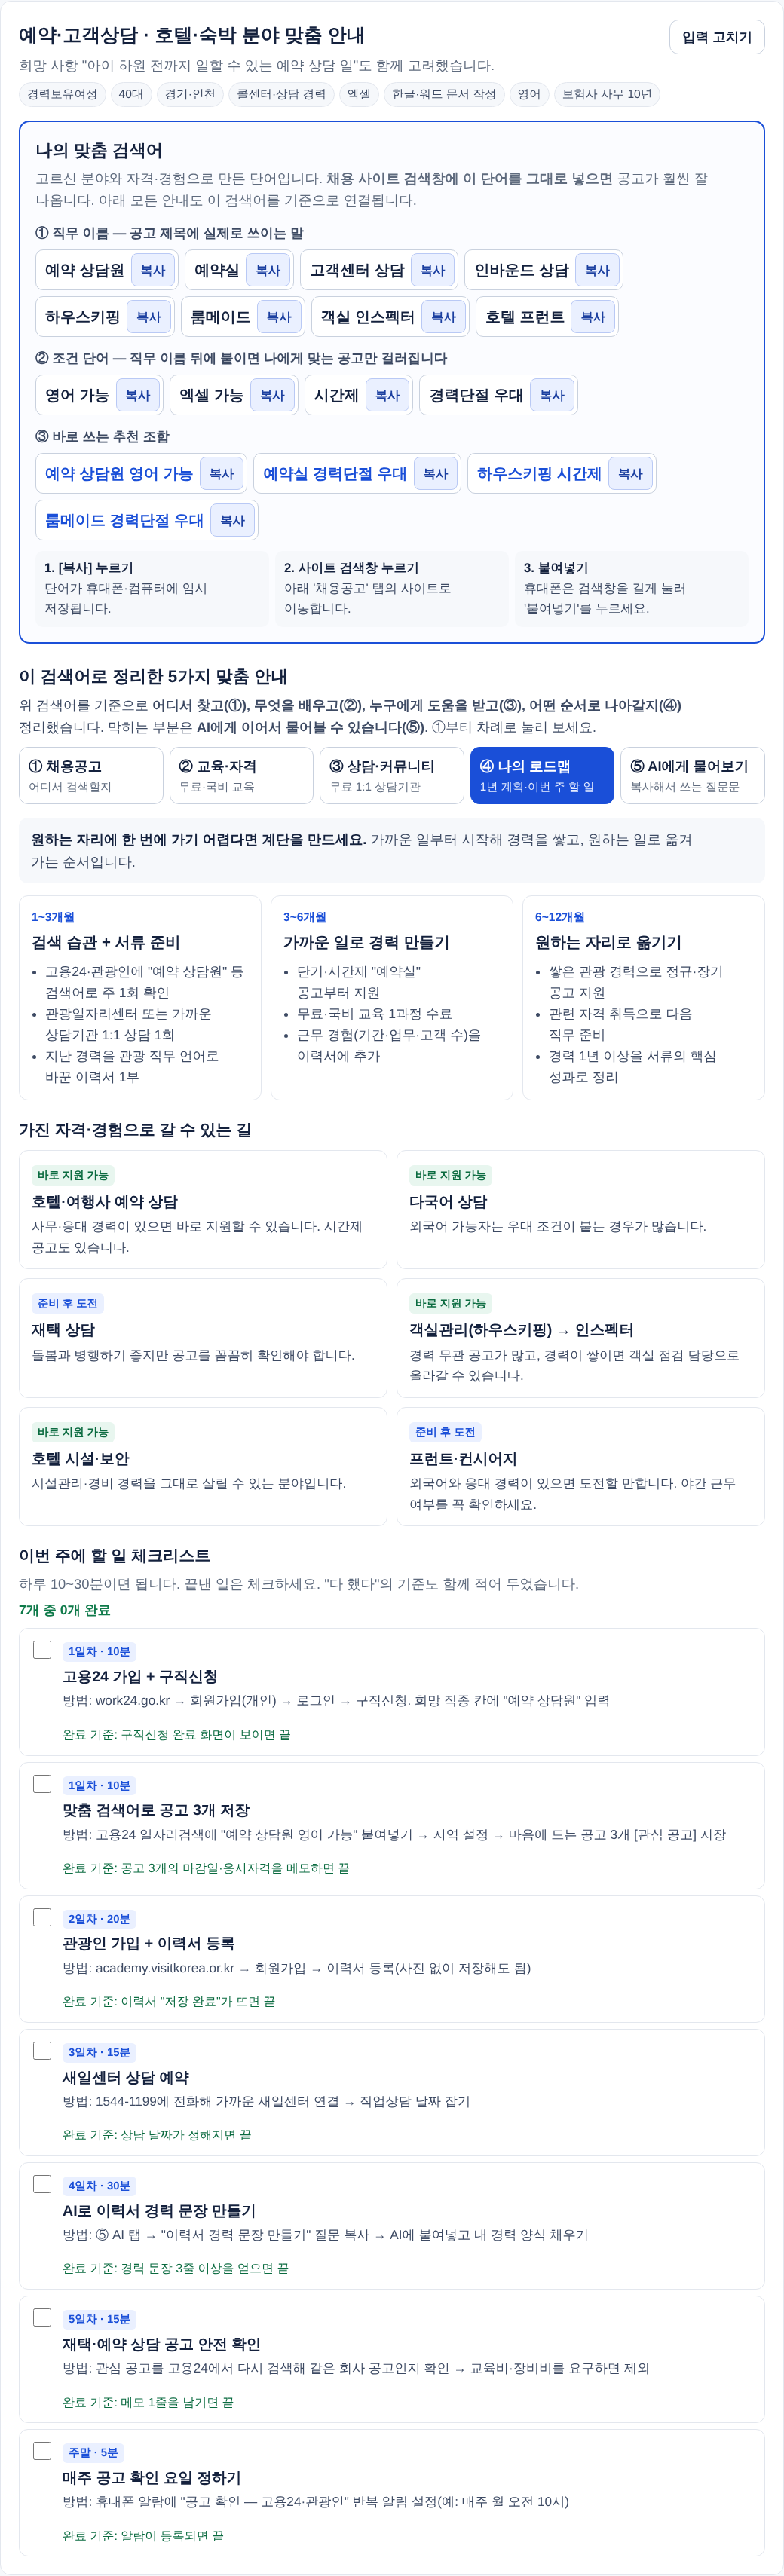 예약·고객상담 · 호텔·숙박 분야 맞춤 안내
입력 고치기
희망 사항 "아이 하원 전까지 일할 수 있는 예약 상담 일"도 함께 고려했습니다.
경력보유여성 40대 경기·인천 콜센터·상담 경력 엑셀 한글·워드 문서 작성 영어 보험사 사무 10년
나의 맞춤 검색어
고르신 분야와 자격·경험으로 만든 단어입니다. 채용 사이트 검색창에 이 단어를 그대로 넣으면 공고가 훨씬 잘
나옵니다. 아래 모든 안내도 이 검색어를 기준으로 연결됩니다.
① 직무 이름 — 공고 제목에 실제로 쓰이는 말
예약 상담원 복사 예약실 복사 고객센터 상담 복사 인바운드 상담 복사
하우스키핑 복사 룸메이드 복사 객실 인스펙터 복사 호텔 프런트 복사
② 조건 단어 — 직무 이름 뒤에 붙이면 나에게 맞는 공고만 걸러집니다
영어 가능 복사 엑셀 가능 복사 시간제 복사 경력단절 우대 복사
③ 바로 쓰는 추천 조합
예약 상담원 영어 가능 복사 예약실 경력단절 우대 복사 하우스키핑 시간제 복사
룸메이드 경력단절 우대 복사
1. [복사] 누르기
단어가 휴대폰·컴퓨터에 임시
저장됩니다.
2. 사이트 검색창 누르기
아래 '채용공고' 탭의 사이트로
이동합니다.
3. 붙여넣기
휴대폰은 검색창을 길게 눌러
'붙여넣기'를 누르세요.
이 검색어로 정리한 5가지 맞춤 안내
위 검색어를 기준으로 어디서 찾고(①), 무엇을 배우고(②), 누구에게 도움을 받고(③), 어떤 순서로 나아갈지(④)
정리했습니다. 막히는 부분은 AI에게 이어서 물어볼 수 있습니다(⑤). ①부터 차례로 눌러 보세요.
① 채용공고
어디서 검색할지
② 교육·자격
무료·국비 교육
③ 상담·커뮤니티
무료 1:1 상담기관
④ 나의 로드맵
1년 계획·이번 주 할 일
⑤ AI에게 물어보기
복사해서 쓰는 질문문
원하는 자리에 한 번에 가기 어렵다면 계단을 만드세요. 가까운 일부터 시작해 경력을 쌓고, 원하는 일로 옮겨
가는 순서입니다.
1~3개월
검색 습관 + 서류 준비
• 고용24·관광인에 "예약 상담원" 등
검색어로 주 1회 확인
• 관광일자리센터 또는 가까운
상담기관 1:1 상담 1회
• 지난 경력을 관광 직무 언어로
바꾼 이력서 1부
3~6개월
가까운 일로 경력 만들기
• 단기·시간제 "예약실"
공고부터 지원
• 무료·국비 교육 1과정 수료
• 근무 경험(기간·업무·고객 수)을
이력서에 추가
6~12개월
원하는 자리로 옮기기
• 쌓은 관광 경력으로 정규·장기
공고 지원
• 관련 자격 취득으로 다음
직무 준비
• 경력 1년 이상을 서류의 핵심
성과로 정리
가진 자격·경험으로 갈 수 있는 길
바로 지원 가능
호텔·여행사 예약 상담
사무·응대 경력이 있으면 바로 지원할 수 있습니다. 시간제
공고도 있습니다.
바로 지원 가능
다국어 상담
외국어 가능자는 우대 조건이 붙는 경우가 많습니다.
준비 후 도전
재택 상담
돌봄과 병행하기 좋지만 공고를 꼼꼼히 확인해야 합니다.
바로 지원 가능
객실관리(하우스키핑) → 인스펙터
경력 무관 공고가 많고, 경력이 쌓이면 객실 점검 담당으로
올라갈 수 있습니다.
바로 지원 가능
호텔 시설·보안
시설관리·경비 경력을 그대로 살릴 수 있는 분야입니다.
준비 후 도전
프런트·컨시어지
외국어와 응대 경력이 있으면 도전할 만합니다. 야간 근무
여부를 꼭 확인하세요.
이번 주에 할 일 체크리스트
하루 10~30분이면 됩니다. 끝낸 일은 체크하세요. "다 했다"의 기준도 함께 적어 두었습니다.
7개 중 0개 완료
1일차 · 10분
고용24 가입 + 구직신청
방법: work24.go.kr → 회원가입(개인) → 로그인 → 구직신청. 희망 직종 칸에 "예약 상담원" 입력
완료 기준: 구직신청 완료 화면이 보이면 끝
1일차 · 10분
맞춤 검색어로 공고 3개 저장
방법: 고용24 일자리검색에 "예약 상담원 영어 가능" 붙여넣기 → 지역 설정 → 마음에 드는 공고 3개 [관심 공고] 저장
완료 기준: 공고 3개의 마감일·응시자격을 메모하면 끝
2일차 · 20분
관광인 가입 + 이력서 등록
방법: academy.visitkorea.or.kr → 회원가입 → 이력서 등록(사진 없이 저장해도 됨)
완료 기준: 이력서 "저장 완료"가 뜨면 끝
3일차 · 15분
새일센터 상담 예약
방법: 1544-1199에 전화해 가까운 새일센터 연결 → 직업상담 날짜 잡기
완료 기준: 상담 날짜가 정해지면 끝
4일차 · 30분
AI로 이력서 경력 문장 만들기
방법: ⑤ AI 탭 → "이력서 경력 문장 만들기" 질문 복사 → AI에 붙여넣고 내 경력 양식 채우기
완료 기준: 경력 문장 3줄 이상을 얻으면 끝
5일차 · 15분
재택·예약 상담 공고 안전 확인
방법: 관심 공고를 고용24에서 다시 검색해 같은 회사 공고인지 확인 → 교육비·장비비를 요구하면 제외
완료 기준: 메모 1줄을 남기면 끝
주말 · 5분
매주 공고 확인 요일 정하기
방법: 휴대폰 알람에 "공고 확인 — 고용24·관광인" 반복 알림 설정(예: 매주 월 오전 10시)
완료 기준: 알람이 등록되면 끝